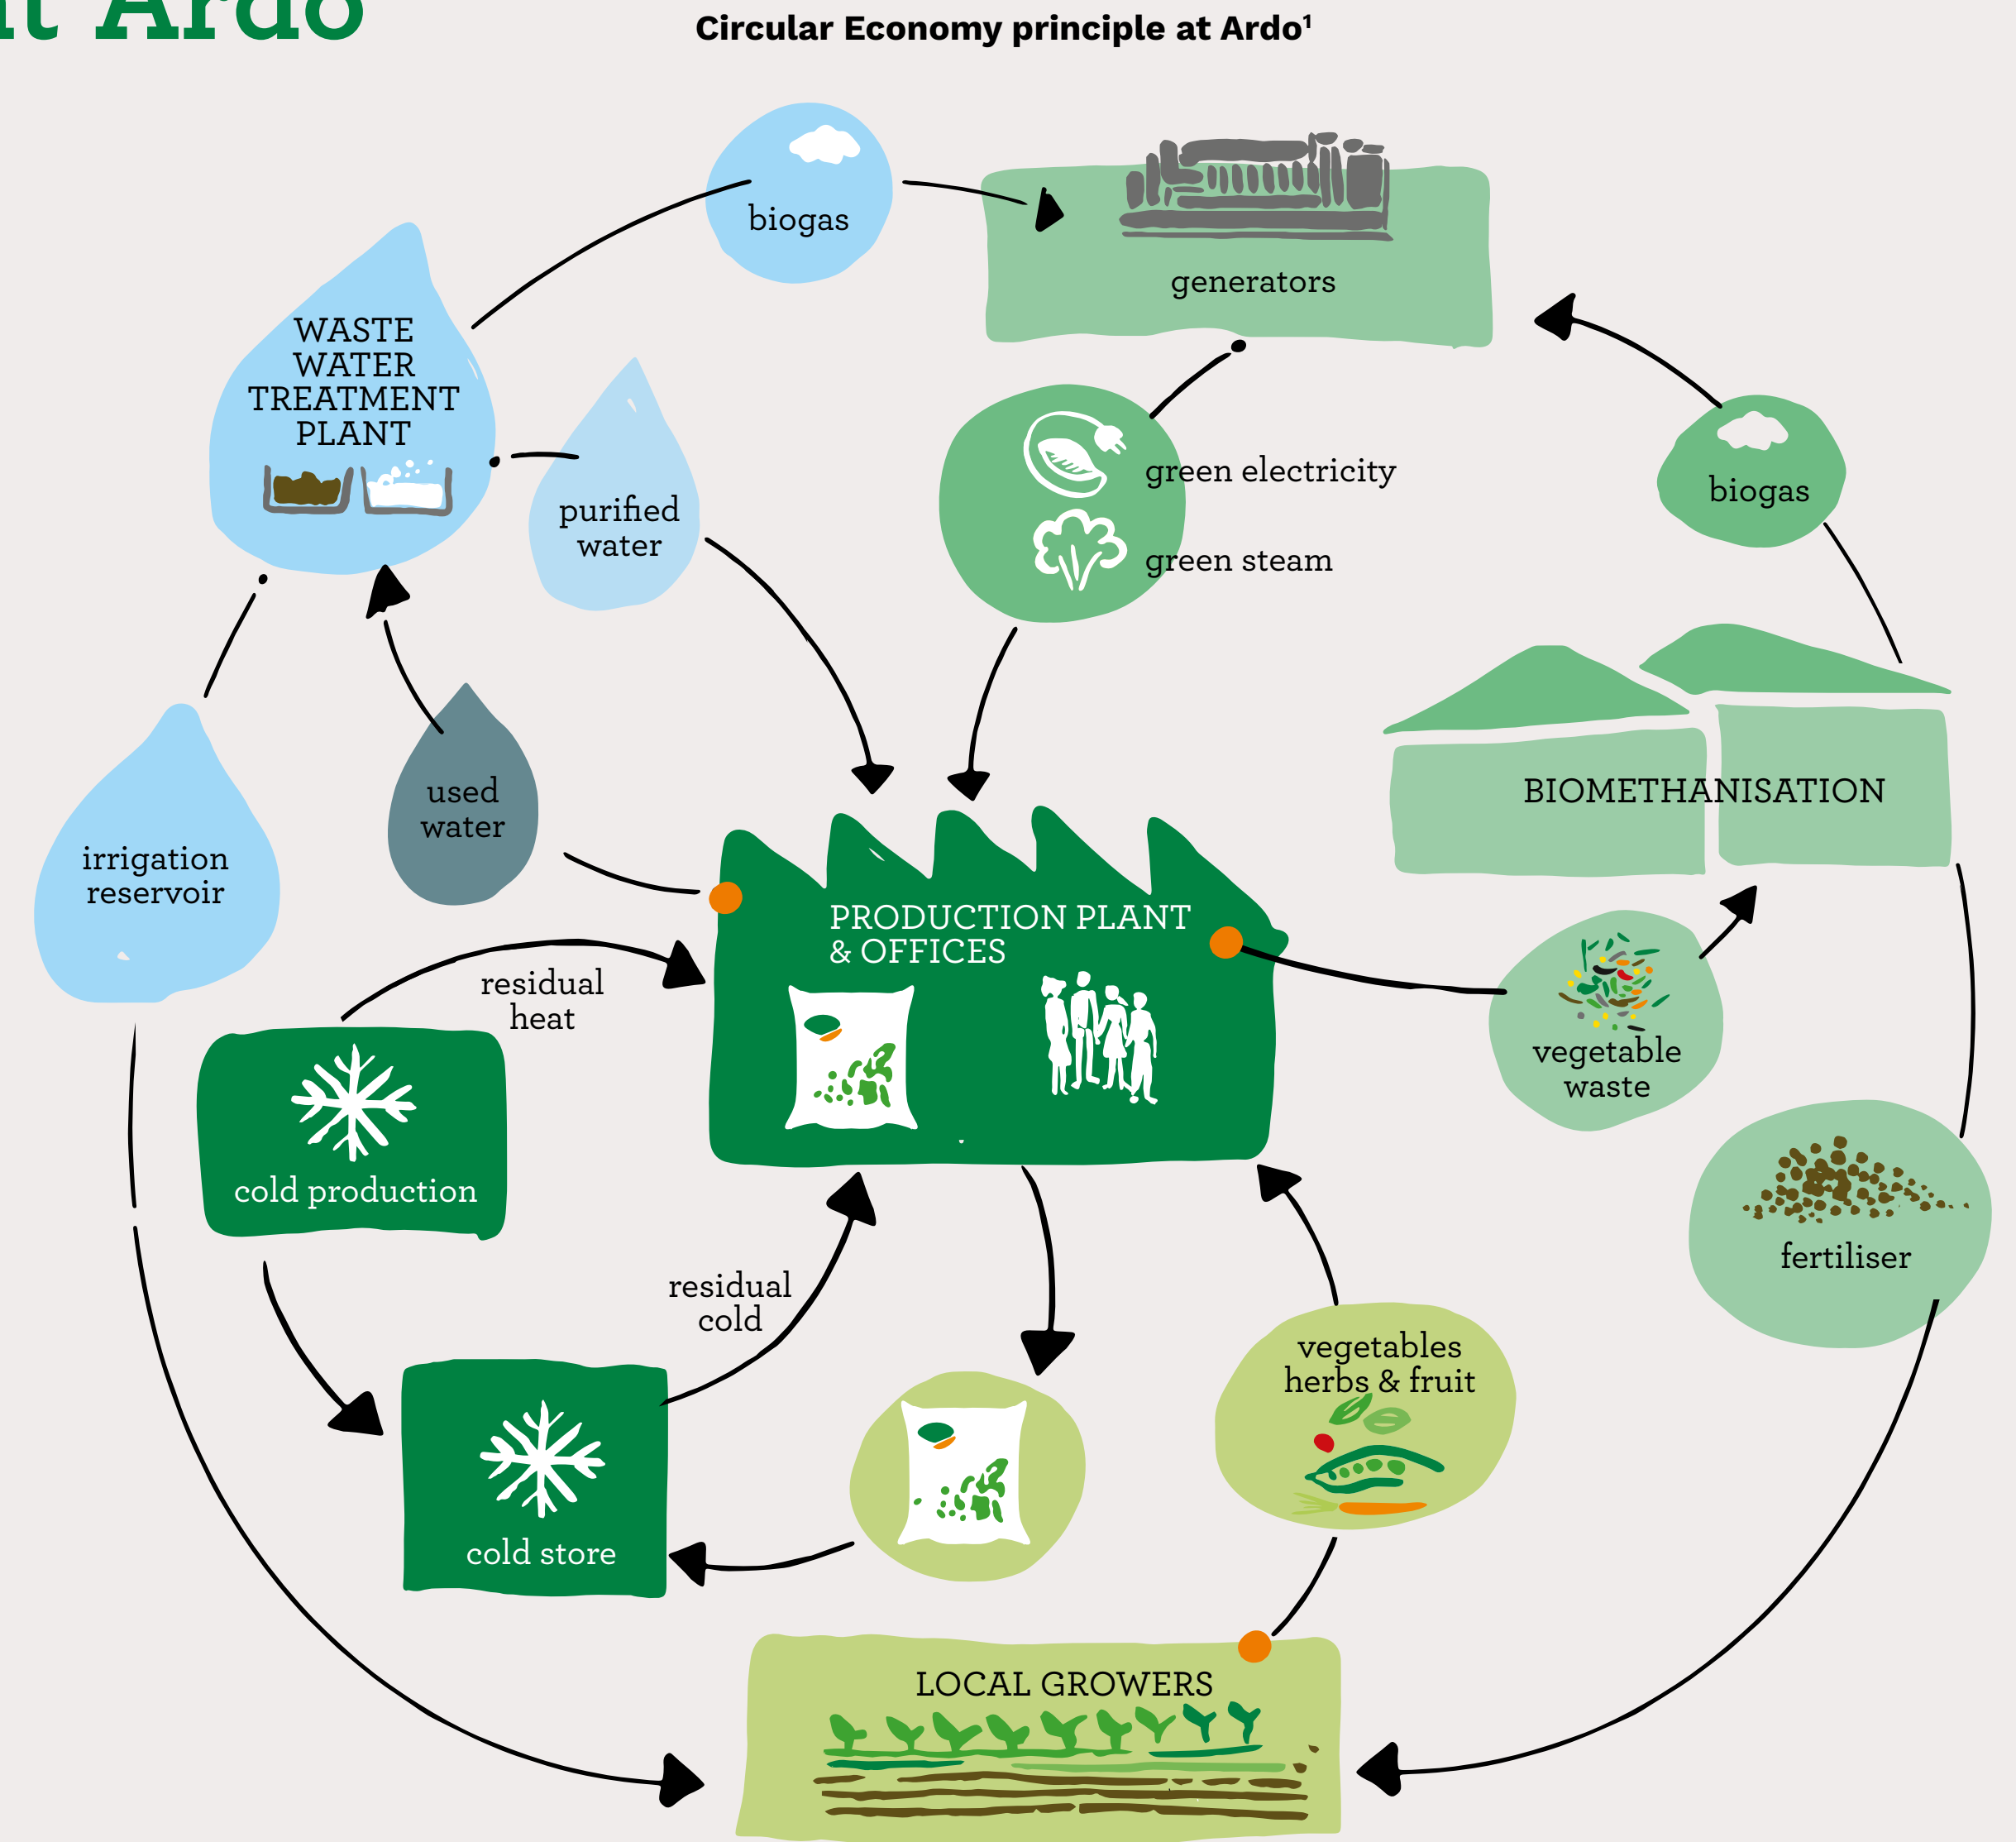 at Ardo
Circular Economy principle at Ardo¹
biogas
generators
WASTE
WATER
TREATMENT
PLANT
purified
water
green electricity
green steam
biogas
used
water
irrigation
reservoir
BIOMETHANISATION
PRODUCTION PLANT
& OFFICES
residual
heat
vegetable
waste
cold production
fertiliser
residual
cold
vegetables
herbs & fruit
cold store
LOCAL GROWERS